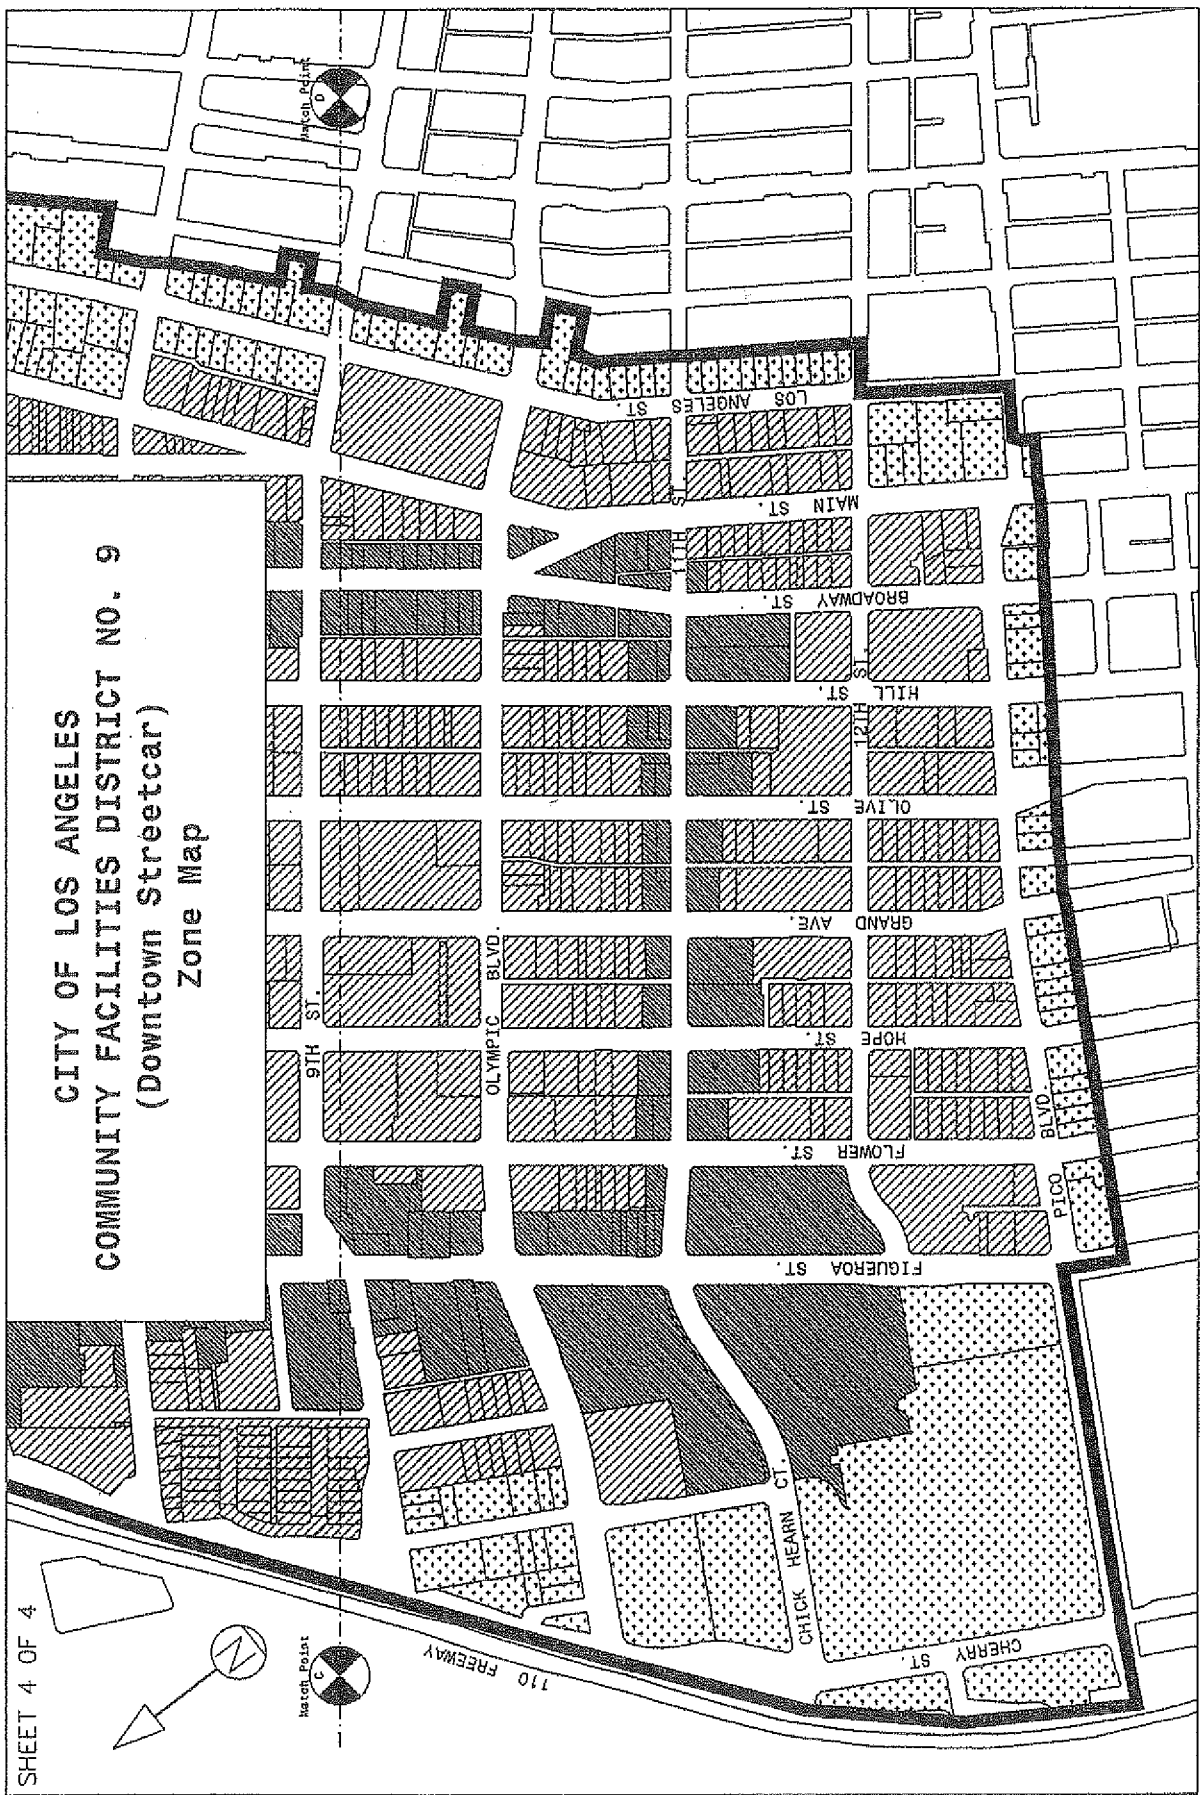 SHEET 4 OF 4
CITY OF LOS ANGELES
COMMUNITY FACILITIES DISTRICT NO. 9
(Downtown Streetcar)
Zone Map
Match Point
C
Match Point
D
N
110 FREEWAY
9TH ST.
OLYMPIC BLVD.
11TH ST.
12TH ST.
CHICK HEARN CT.
PICO BLVD.
CHERRY ST.
FIGUEROA ST.
FLOWER ST.
HOPE ST.
GRAND AVE.
OLIVE ST.
HILL ST.
BROADWAY ST.
MAIN ST.
LOS ANGELES ST.